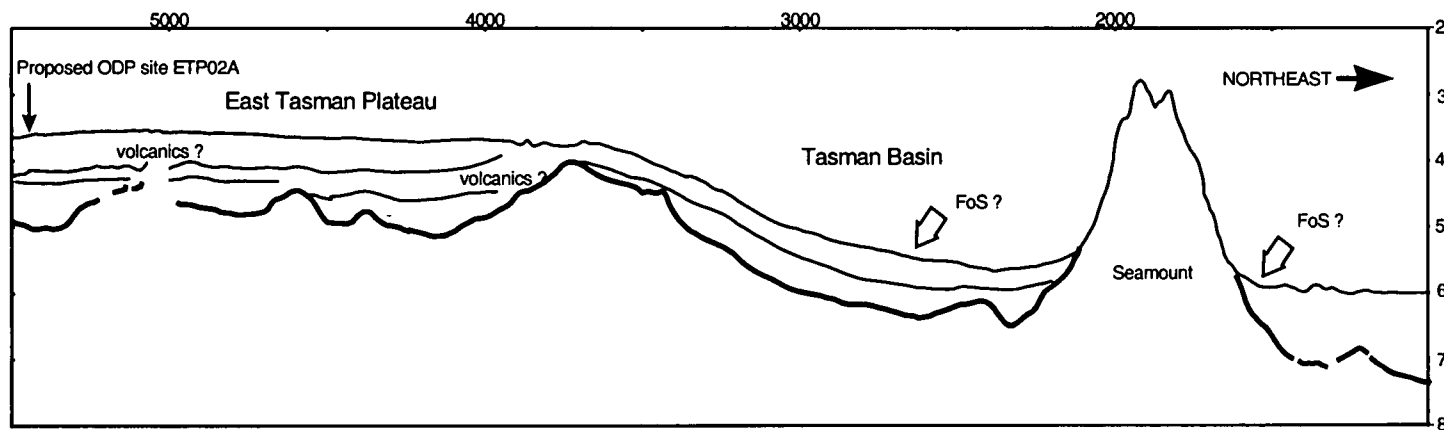 5000 4000 3000 2000
2
Proposed ODP site ETP02A
NORTHEAST
3
East Tasman Plateau
volcanics ?
Tasman Basin
4
volcanics ?
FoS ?
FoS ?
5
Seamount
6
7
8